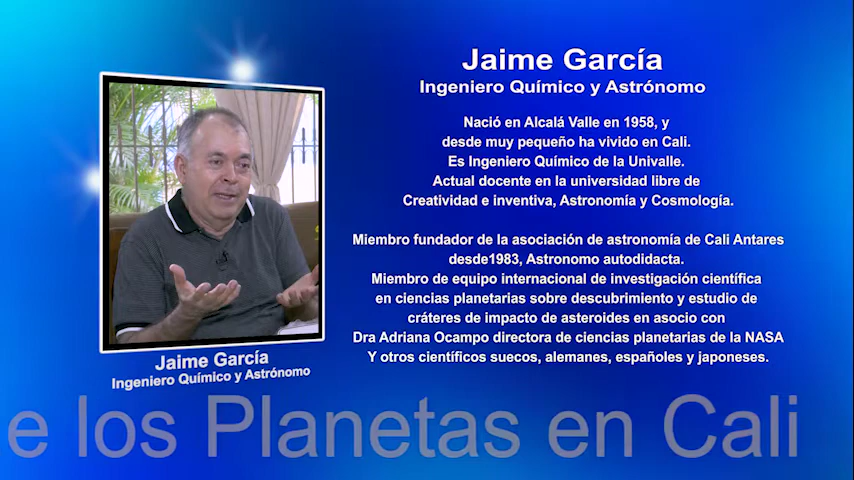 Jaime García
Ingeniero Químico y Astrónomo
Nació en Alcalá Valle en 1958, y
desde muy pequeño ha vivido en Cali.
Es Ingeniero Químico de la Univalle.
Actual docente en la universidad libre de
Creatividad e inventiva, Astronomía y Cosmología.
Miembro fundador de la asociación de astronomía de Cali Antares
desde1983, Astronomo autodidacta.
Miembro de equipo internacional de investigación científica
en ciencias planetarias sobre descubrimiento y estudio de
cráteres de impacto de asteroides en asocio con
Dra Adriana Ocampo directora de ciencias planetarias de la NASA
Y otros científicos suecos, alemanes, españoles y japoneses.
Jaime García
Ingeniero Químico y Astrónomo
e los Planetas en Cali